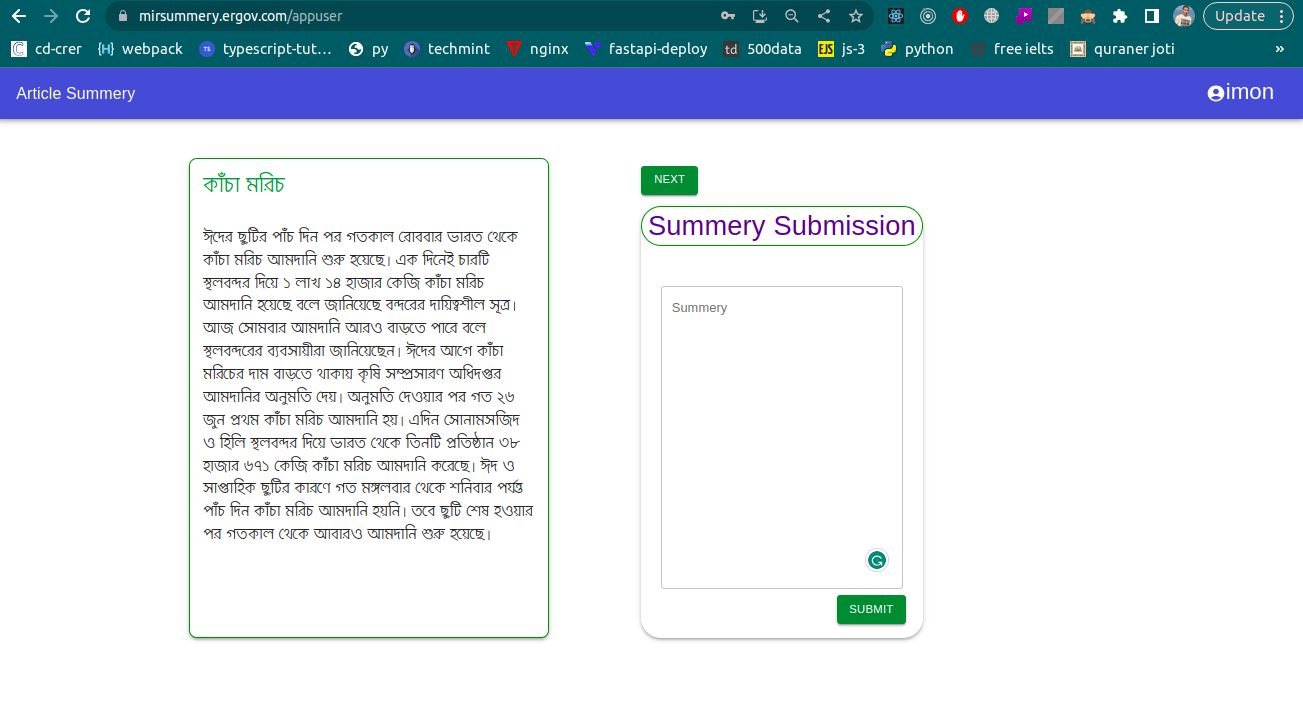 mirsummery.ergov.com/appuser
Update
cd-crer
{H} webpack
TS typescript-tut…
py
techmint
nginx
fastapi-deploy
td 500data
EJS js-3
python
free ielts
quraner joti
»
Article Summery
imon
কাঁচা মরিচ
ঈদের ছুটির পাঁচ দিন পর গতকাল রোববার ভারত থেকে
কাঁচা মরিচ আমদানি শুরু হয়েছে। এক দিনেই চারটি
স্থলবন্দর দিয়ে ১ লাখ ১৪ হাজার কেজি কাঁচা মরিচ
আমদানি হয়েছে বলে জানিয়েছে বন্দরের দায়িত্বশীল সূত্র।
আজ সোমবার আমদানি আরও বাড়তে পারে বলে
স্থলবন্দরের ব্যবসায়ীরা জানিয়েছেন। ঈদের আগে কাঁচা
মরিচের দাম বাড়তে থাকায় কৃষি সম্প্রসারণ অধিদপ্তর
আমদানির অনুমতি দেয়। অনুমতি দেওয়ার পর গত ২৬
জুন প্রথম কাঁচা মরিচ আমদানি হয়। এদিন সোনামসজিদ
ও হিলি স্থলবন্দর দিয়ে ভারত থেকে তিনটি প্রতিষ্ঠান ৩৮
হাজার ৬৭১ কেজি কাঁচা মরিচ আমদানি করেছে। ঈদ ও
সাপ্তাহিক ছুটির কারণে গত মঙ্গলবার থেকে শনিবার পর্যন্ত
পাঁচ দিন কাঁচা মরিচ আমদানি হয়নি। তবে ছুটি শেষ হওয়ার
পর গতকাল থেকে আবারও আমদানি শুরু হয়েছে।
NEXT
Summery Submission
Summery
SUBMIT